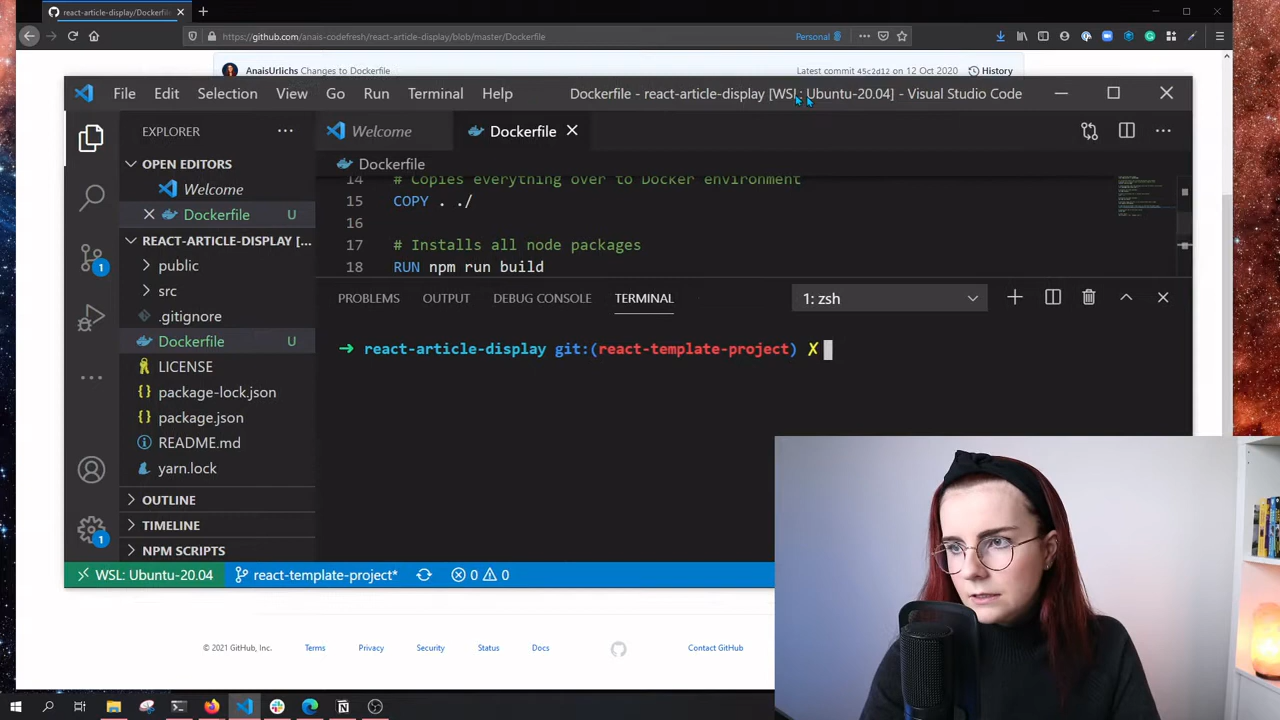 react-article-display/Dockerfile
https://github.com/anais-codefresh/react-article-display/blob/master/Dockerfile
Personal
AnaisUrlichs Changes to Dockerfile
Latest commit 45c2d12 on 12 Oct 2020
History
File Edit Selection View Go Run Terminal Help
Dockerfile - react-article-display [WSL: Ubuntu-20.04] - Visual Studio Code
EXPLORER
Welcome
Dockerfile
OPEN EDITORS
Dockerfile
Welcome
14 # Copies everything over to Docker environment
Dockerfile U
15 COPY . ./
16
REACT-ARTICLE-DISPLAY [...
17 # Installs all node packages
public
18 RUN npm run build
src
PROBLEMS OUTPUT DEBUG CONSOLE TERMINAL
1: zsh
.gitignore
Dockerfile U
react-article-display git:(react-template-project) ✗
LICENSE
package-lock.json
package.json
README.md
yarn.lock
OUTLINE
TIMELINE
NPM SCRIPTS
1
1
WSL: Ubuntu-20.04
react-template-project*
0 0
© 2021 GitHub, Inc.
Terms
Privacy
Security
Status
Docs
Contact GitHub